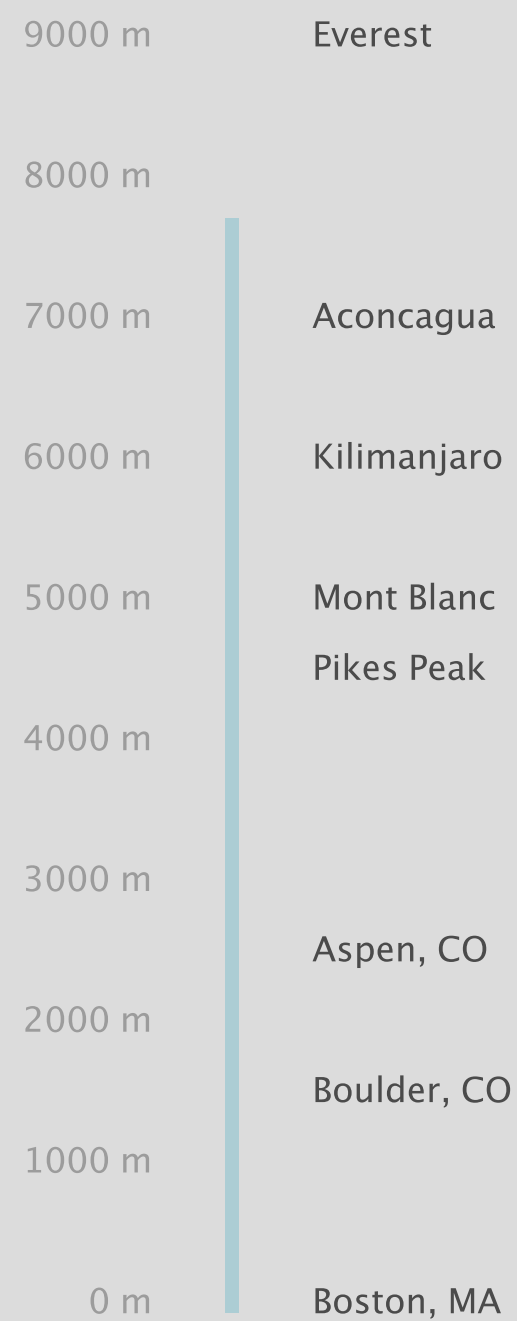 9000 m Everest
8000 m
7000 m Aconcagua
6000 m Kilimanjaro
5000 m Mont Blanc
Pikes Peak
4000 m
3000 m
Aspen, CO
2000 m
Boulder, CO
1000 m
0 m Boston, MA